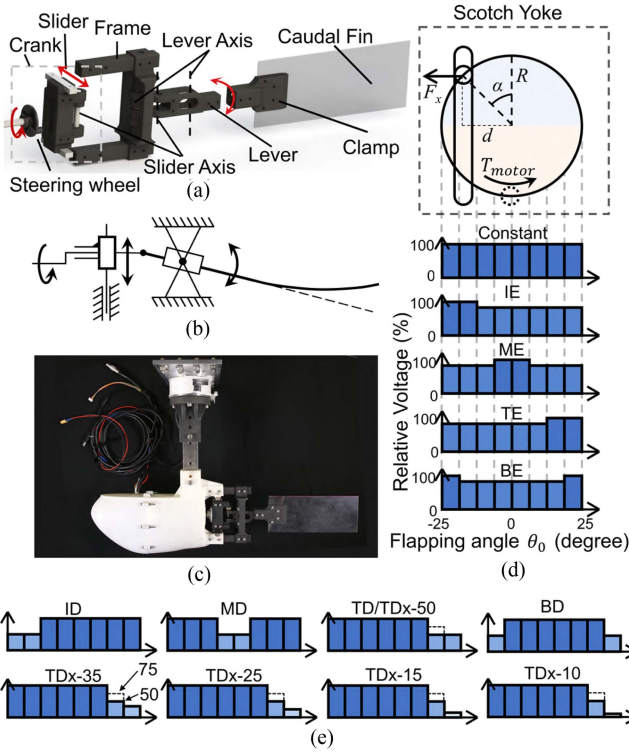 Slider
Frame
Crank
Lever Axis
Caudal Fin
Slider Axis
Lever
Clamp
Steering wheel
(a)
(b)
(c)
Scotch Yoke
R
α
F_x
d
T_motor
Constant
100
0
IE
100
0
ME
100
0
TE
100
0
BE
100
0
Relative Voltage (%)
-25 0 25
Flapping angle θ_0 (degree)
(d)
ID MD TD/TDx-50 BD
TDx-35 75 50 TDx-25 TDx-15 TDx-10
(e)